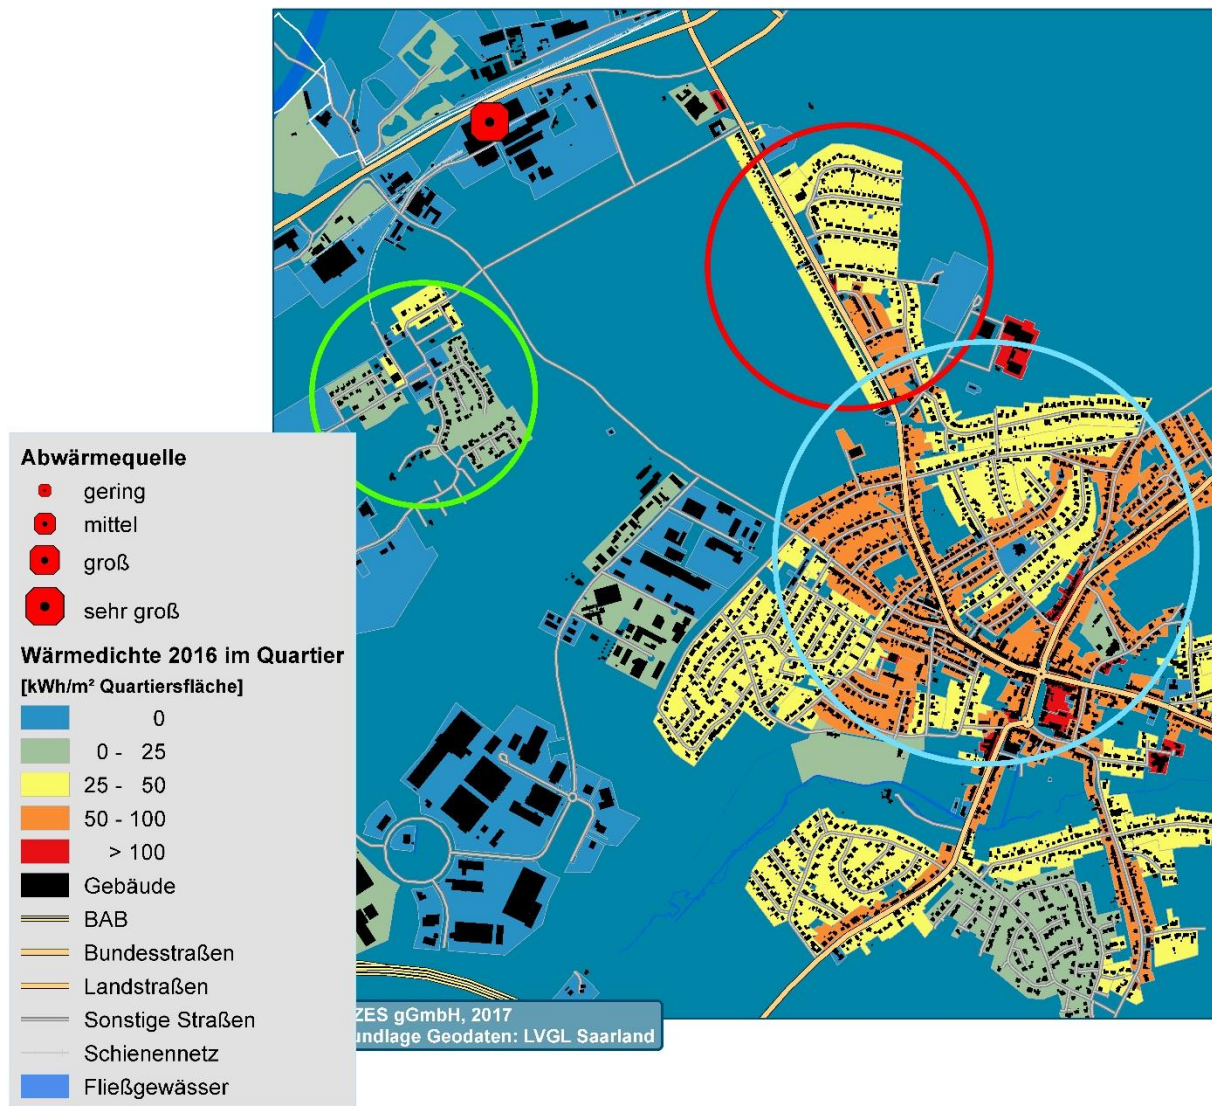 Abwärmequelle
gering
mittel
groß
sehr groß
Wärmedichte 2016 im Quartier
[kWh/m² Quartiersfläche]
0
0 - 25
25 - 50
50 - 100
> 100
Gebäude
BAB
Bundesstraßen
Landstraßen
Sonstige Straßen
Schienennetz
Fließgewässer
ZES gGmbH, 2017
undlage Geodaten: LVGL Saarland